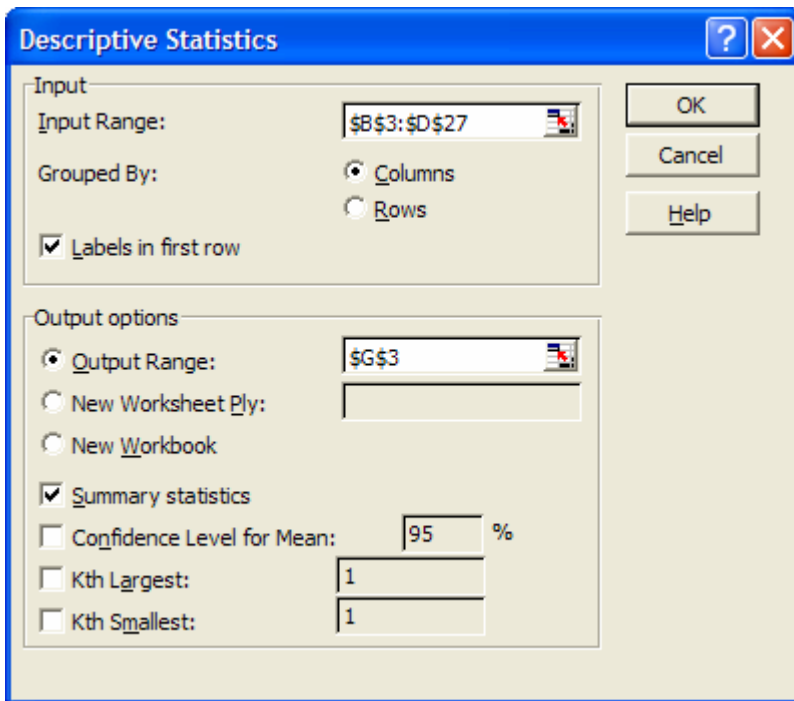 Descriptive Statistics
Input
Input Range: $B$3:$D$27
Grouped By: Columns
Rows
Labels in first row
OK
Cancel
Help
Output options
Output Range: $G$3
New Worksheet Ply:
New Workbook
Summary statistics
Confidence Level for Mean: 95 %
Kth Largest: 1
Kth Smallest: 1